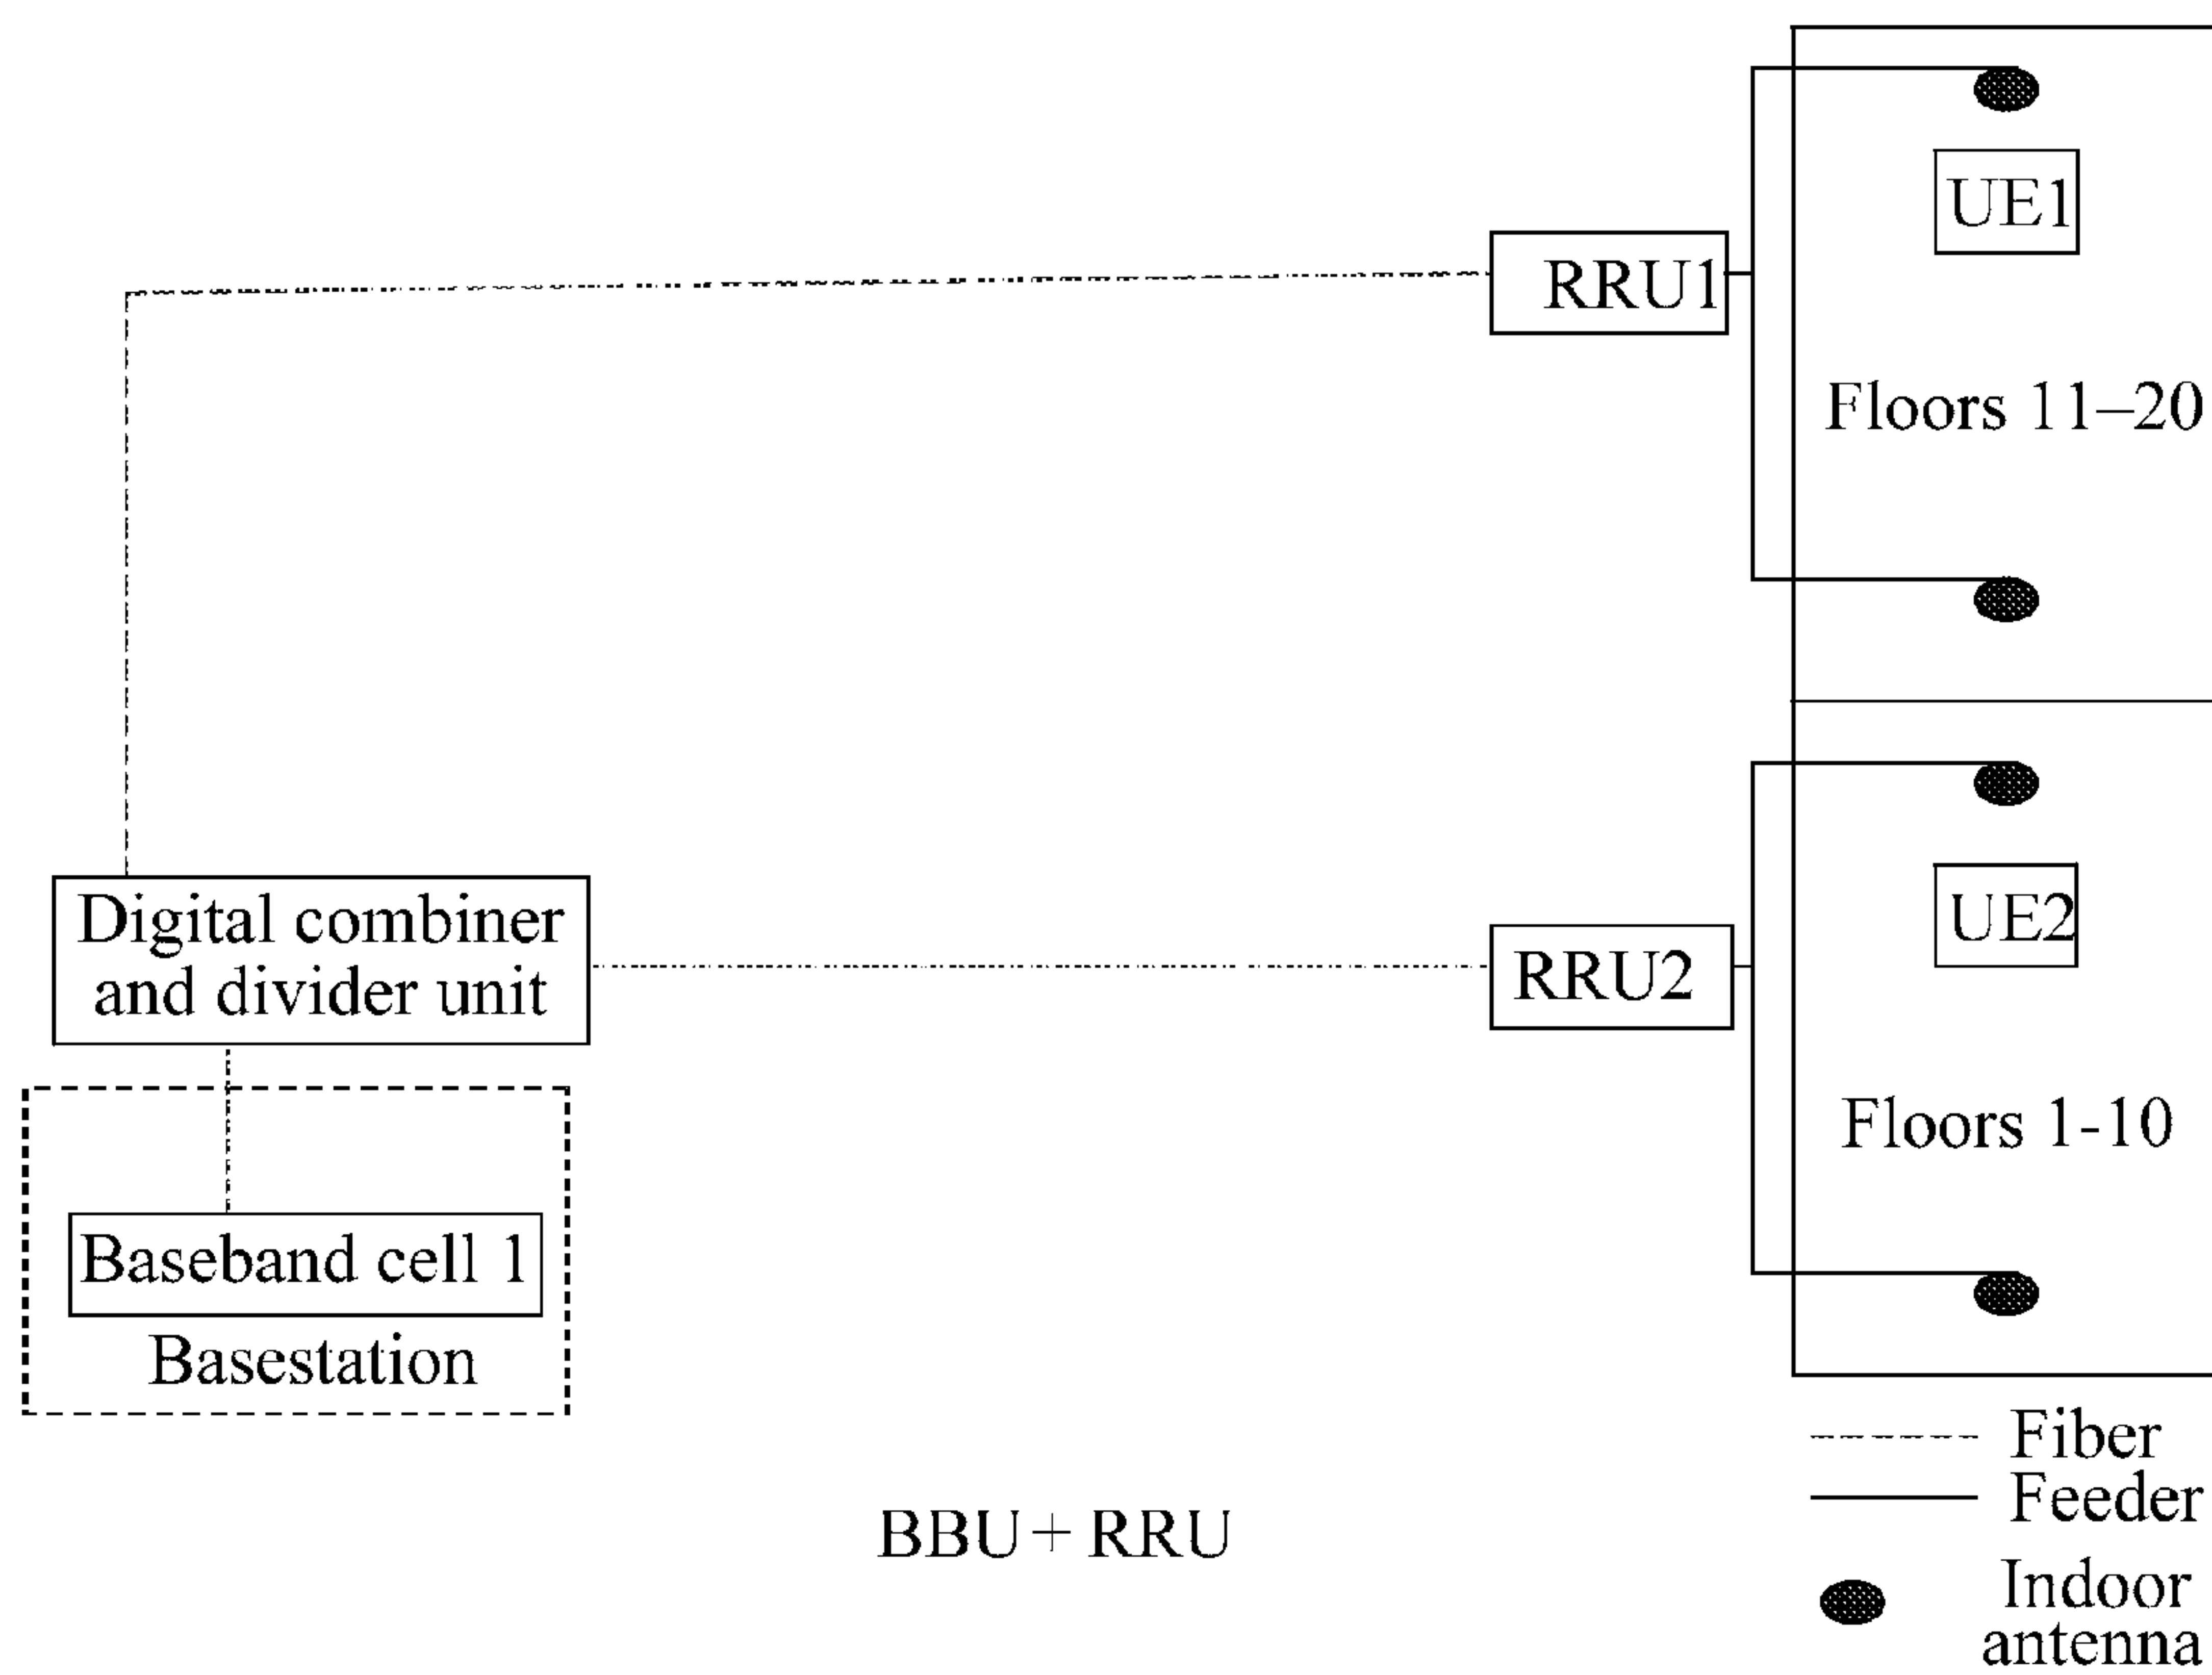 UE1
RRU1
Floors 11–20
Digital combiner
and divider unit
RRU2
UE2
Floors 1-10
Baseband cell 1
Basestation
Fiber
Feeder
BBU+ RRU
Indoor
antenna